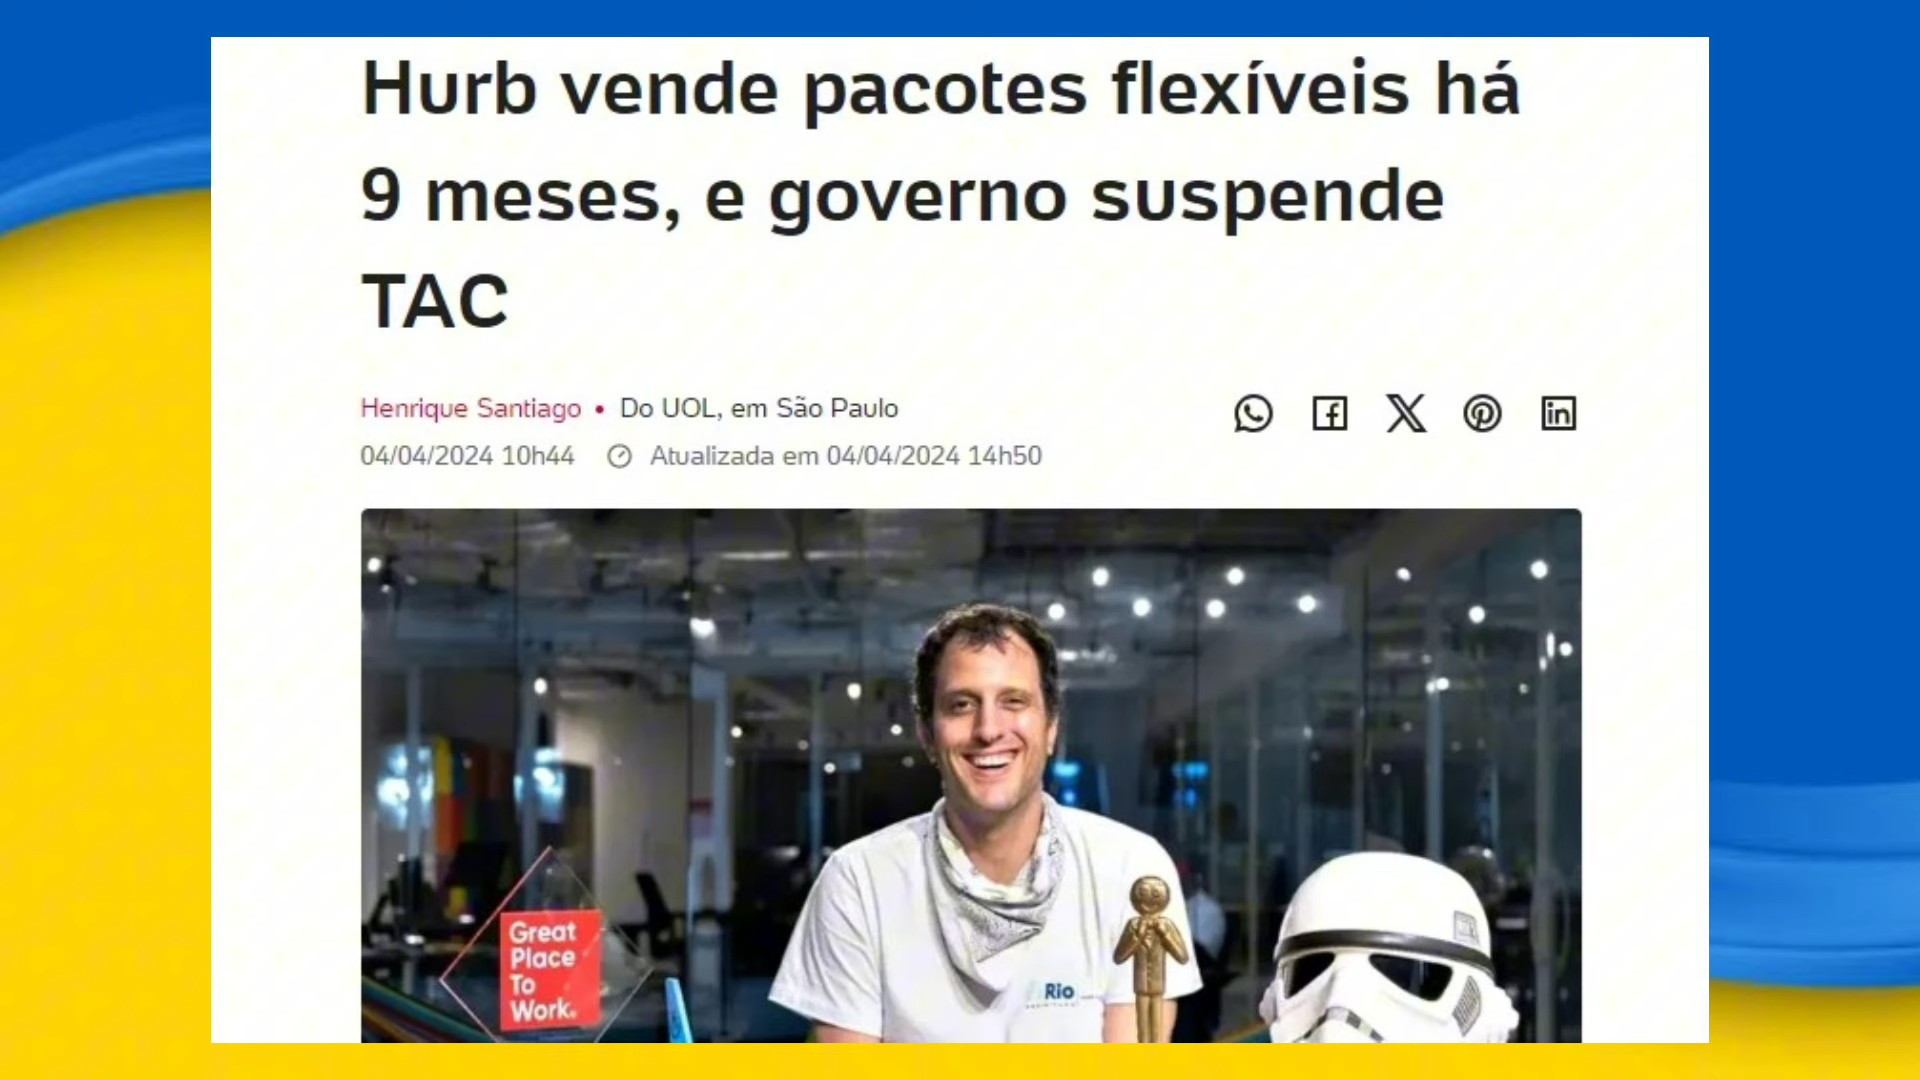 Hurb vende pacotes flexíveis há
9 meses, e governo suspende
TAC
Henrique Santiago • Do UOL, em São Paulo
04/04/2024 10h44 Atualizada em 04/04/2024 14h50
Great
Place
To
Work.
Rio